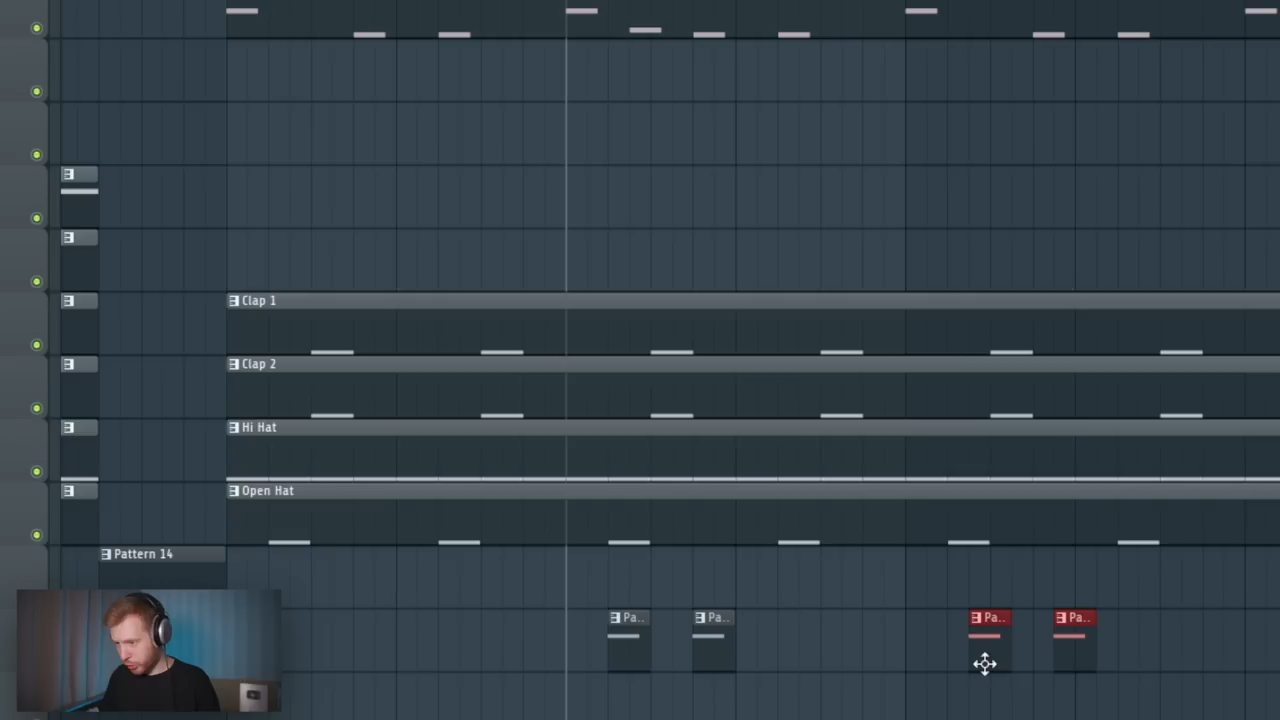 Clap 1
Clap 2
Hi Hat
Open Hat
Pattern 14
Pa..
Pa..
Pa..
Pa..